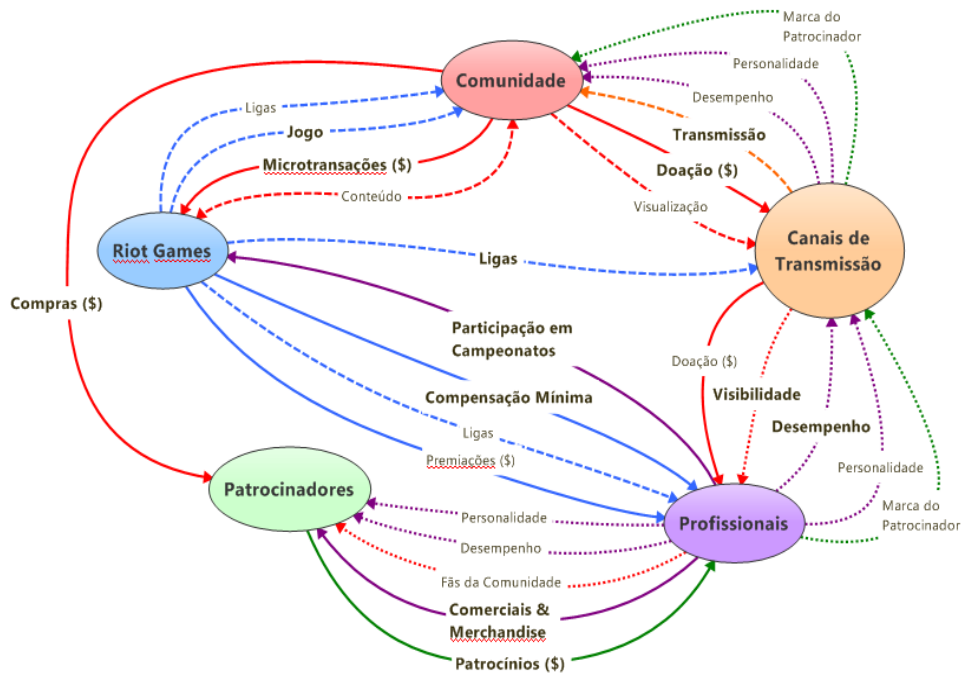 Marca do
Patrocinador
Personalidade
Comunidade
Desempenho
Ligas
Jogo
Transmissão
Microtransações ($)
Doação ($)
Conteúdo
Visualização
Canais de
Transmissão
Riot Games
Ligas
Compras ($)
Participação em
Campeonatos
Doação ($)
Visibilidade
Compensação Mínima
Desempenho
Ligas
Premiações ($)
Personalidade
Patrocinadores
Marca do
Patrocinador
Personalidade
Profissionais
Desempenho
Fãs da Comunidade
Comerciais &
Merchandise
Patrocínios ($)